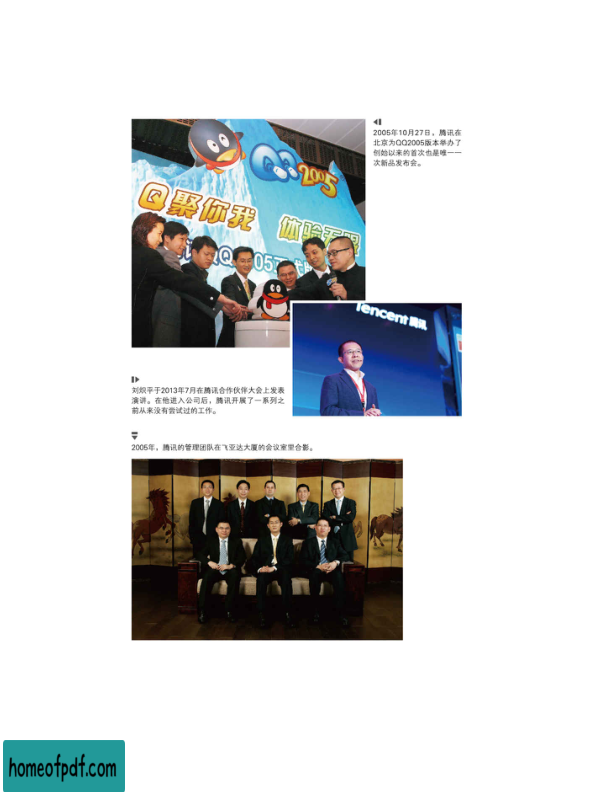 2005年10月27日，腾讯在
北京为QQ2005版本举办了
创始以来的首次也是唯一一
次新品发布会。
2005
Q聚你我 体验无限
Tencent 腾讯
刘炽平于2013年7月在腾讯合作伙伴大会上发表
演讲。在他进入公司后，腾讯开展了一系列之
前从来没有尝试过的工作。
2005年，腾讯的管理团队在飞亚达大厦的会议室里合影。
homeofpdf.com